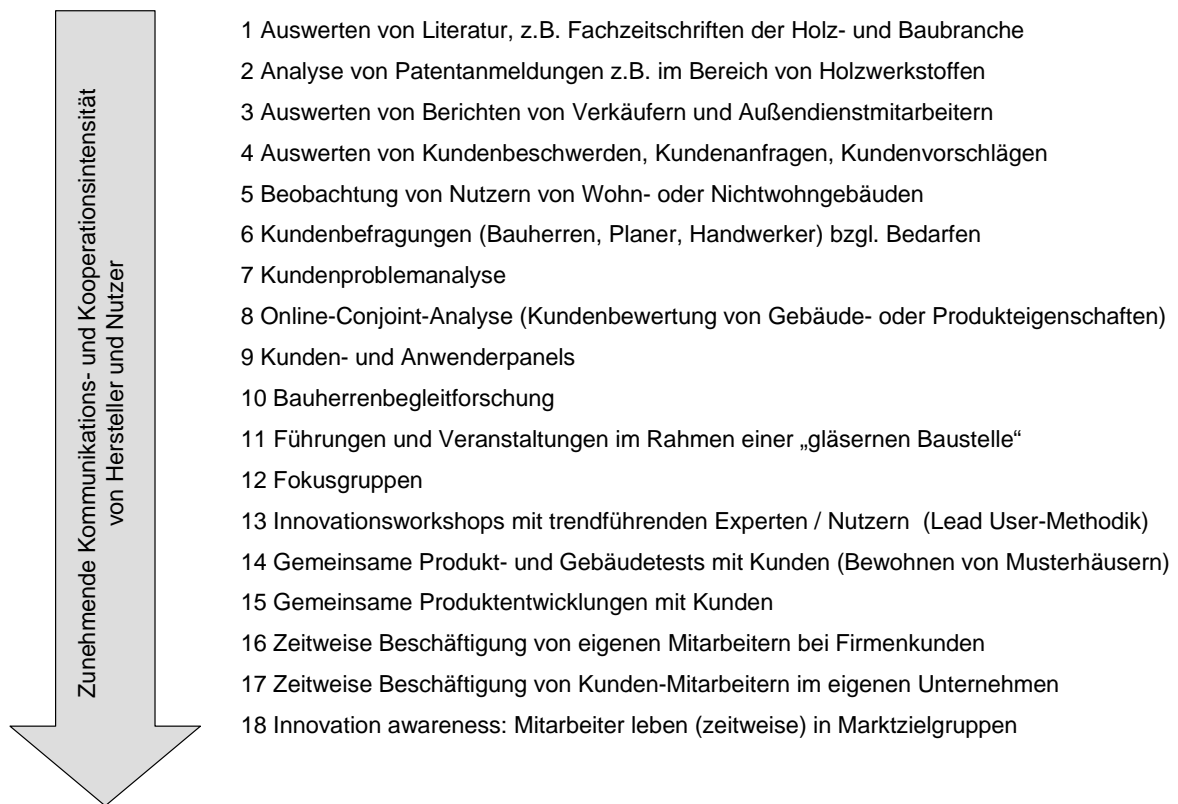 Zunehmende Kommunikations- und Kooperationsintensität
von Hersteller und Nutzer
1 Auswerten von Literatur, z.B. Fachzeitschriften der Holz- und Baubranche
2 Analyse von Patentanmeldungen z.B. im Bereich von Holzwerkstoffen
3 Auswerten von Berichten von Verkäufern und Außendienstmitarbeitern
4 Auswerten von Kundenbeschwerden, Kundenanfragen, Kundenvorschlägen
5 Beobachtung von Nutzern von Wohn- oder Nichtwohngebäuden
6 Kundenbefragungen (Bauherren, Planer, Handwerker) bzgl. Bedarfen
7 Kundenproblemanalyse
8 Online-Conjoint-Analyse (Kundenbewertung von Gebäude- oder Produkteigenschaften)
9 Kunden- und Anwenderpanels
10 Bauherrenbegleitforschung
11 Führungen und Veranstaltungen im Rahmen einer „gläsernen Baustelle“
12 Fokusgruppen
13 Innovationsworkshops mit trendführenden Experten / Nutzern  (Lead User-Methodik)
14 Gemeinsame Produkt- und Gebäudetests mit Kunden (Bewohnen von Musterhäusern)
15 Gemeinsame Produktentwicklungen mit Kunden
16 Zeitweise Beschäftigung von eigenen Mitarbeitern bei Firmenkunden
17 Zeitweise Beschäftigung von Kunden-Mitarbeitern im eigenen Unternehmen
18 Innovation awareness: Mitarbeiter leben (zeitweise) in Marktzielgruppen